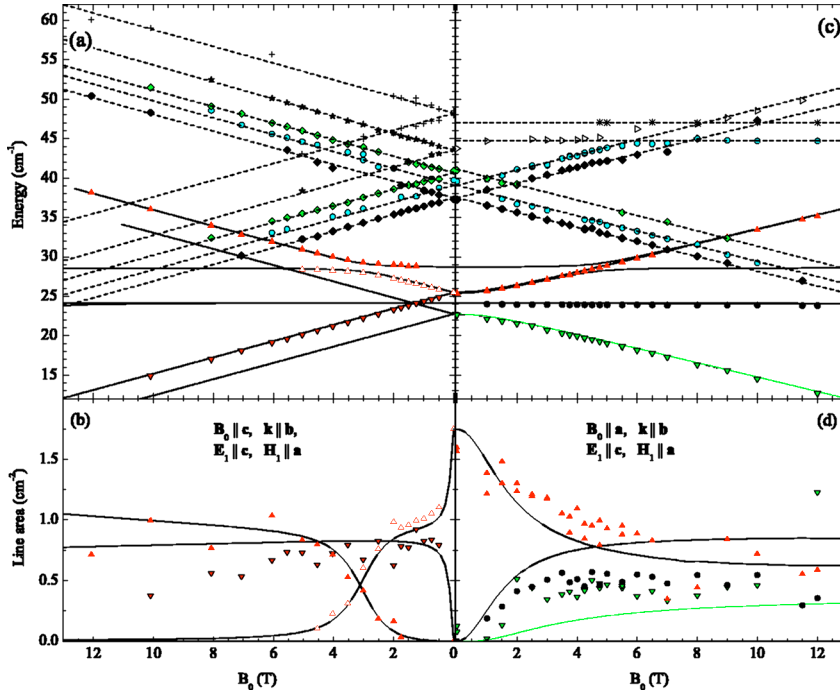 60
55
50
45
40
35
30
25
20
15
Energy (cm⁻¹)
(a)
(c)
1.5
1.0
0.5
0.0
Line area (cm⁻²)
(b)
B₀ ∥ c, k ∥ b,
E₁ ∥ c, H₁ ∥ a
(d)
B₀ ∥ a, k ∥ b
E₁ ∥ c, H₁ ∥ a
12 10 8 6 4 2 0 2 4 6 8 10 12
B₀ (T) B₀ (T)